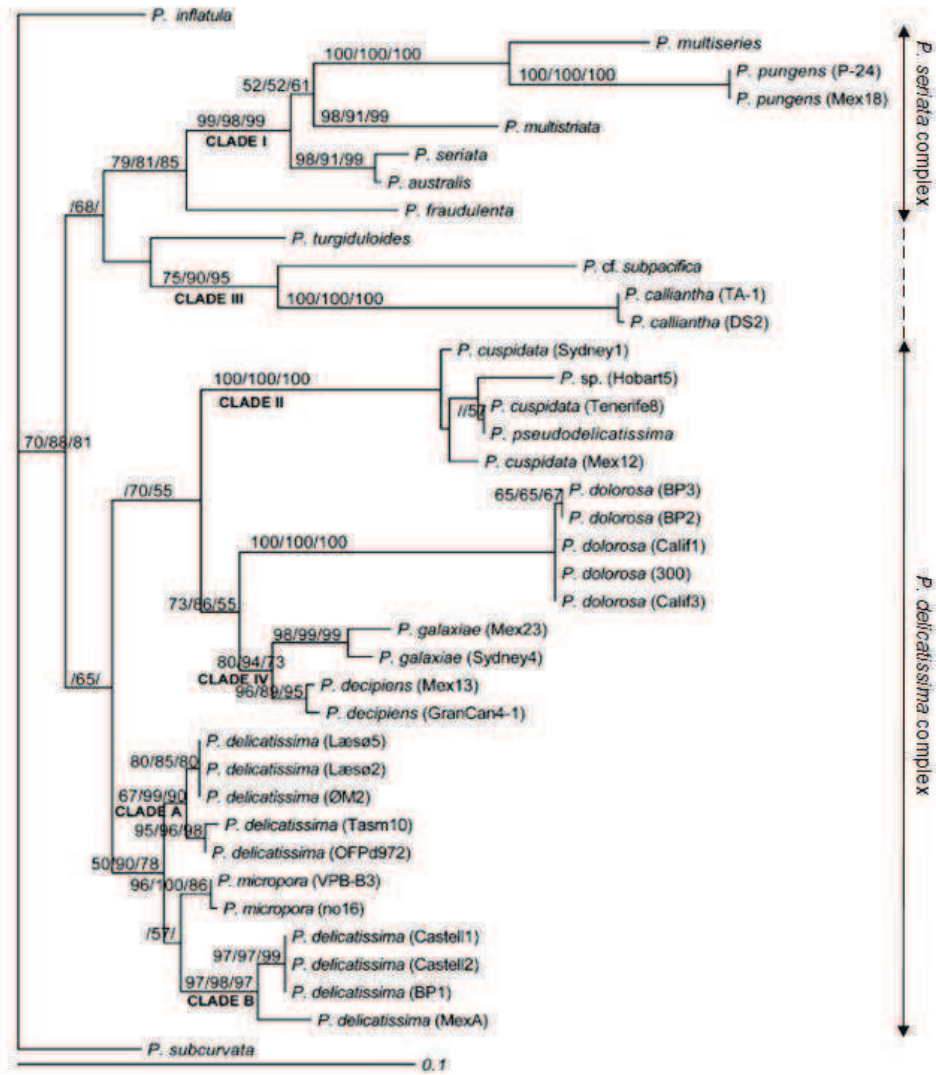 P. inflatula
P. multiseries
100/100/100
100/100/100
P. pungens (P-24)
P. pungens (Mex18)
52/52/61
98/91/99
P. multistriata
99/98/99
CLADE I
P. seriata
98/91/99
P. australis
79/81/85
P. fraudulenta
/68/
P. turgiduloides
P. cf. subpacifica
75/90/95
CLADE III
100/100/100
P. calliantha (TA-1)
P. calliantha (DS2)
P. cuspidata (Sydney1)
P. sp. (Hobart5)
100/100/100
CLADE II
P. cuspidata (Tenerife8)
//57
P. pseudodelicatissima
70/88/81
P. cuspidata (Mex12)
/70/55
65/65/67
P. dolorosa (BP3)
P. dolorosa (BP2)
100/100/100
P. dolorosa (Calif1)
P. dolorosa (300)
P. dolorosa (Calif3)
73/86/55
98/99/99
P. galaxiae (Mex23)
P. galaxiae (Sydney4)
80/94/73
CLADE IV
P. decipiens (Mex13)
96/89/95
P. decipiens (GranCan4-1)
/65/
P. delicatissima (Læsø5)
80/85/80
P. delicatissima (Læsø2)
P. delicatissima (ØM2)
67/99/90
CLADE A
P. delicatissima (Tasm10)
95/96/98
P. delicatissima (OFPd972)
50/90/78
P. micropora (VPB-B3)
96/100/86
P. micropora (no16)
/57/
P. delicatissima (Castell1)
97/97/99
P. delicatissima (Castell2)
97/98/97
CLADE B
P. delicatissima (BP1)
P. delicatissima (MexA)
P. subcurvata
0.1
P. seriata complex
P. delicatissima complex